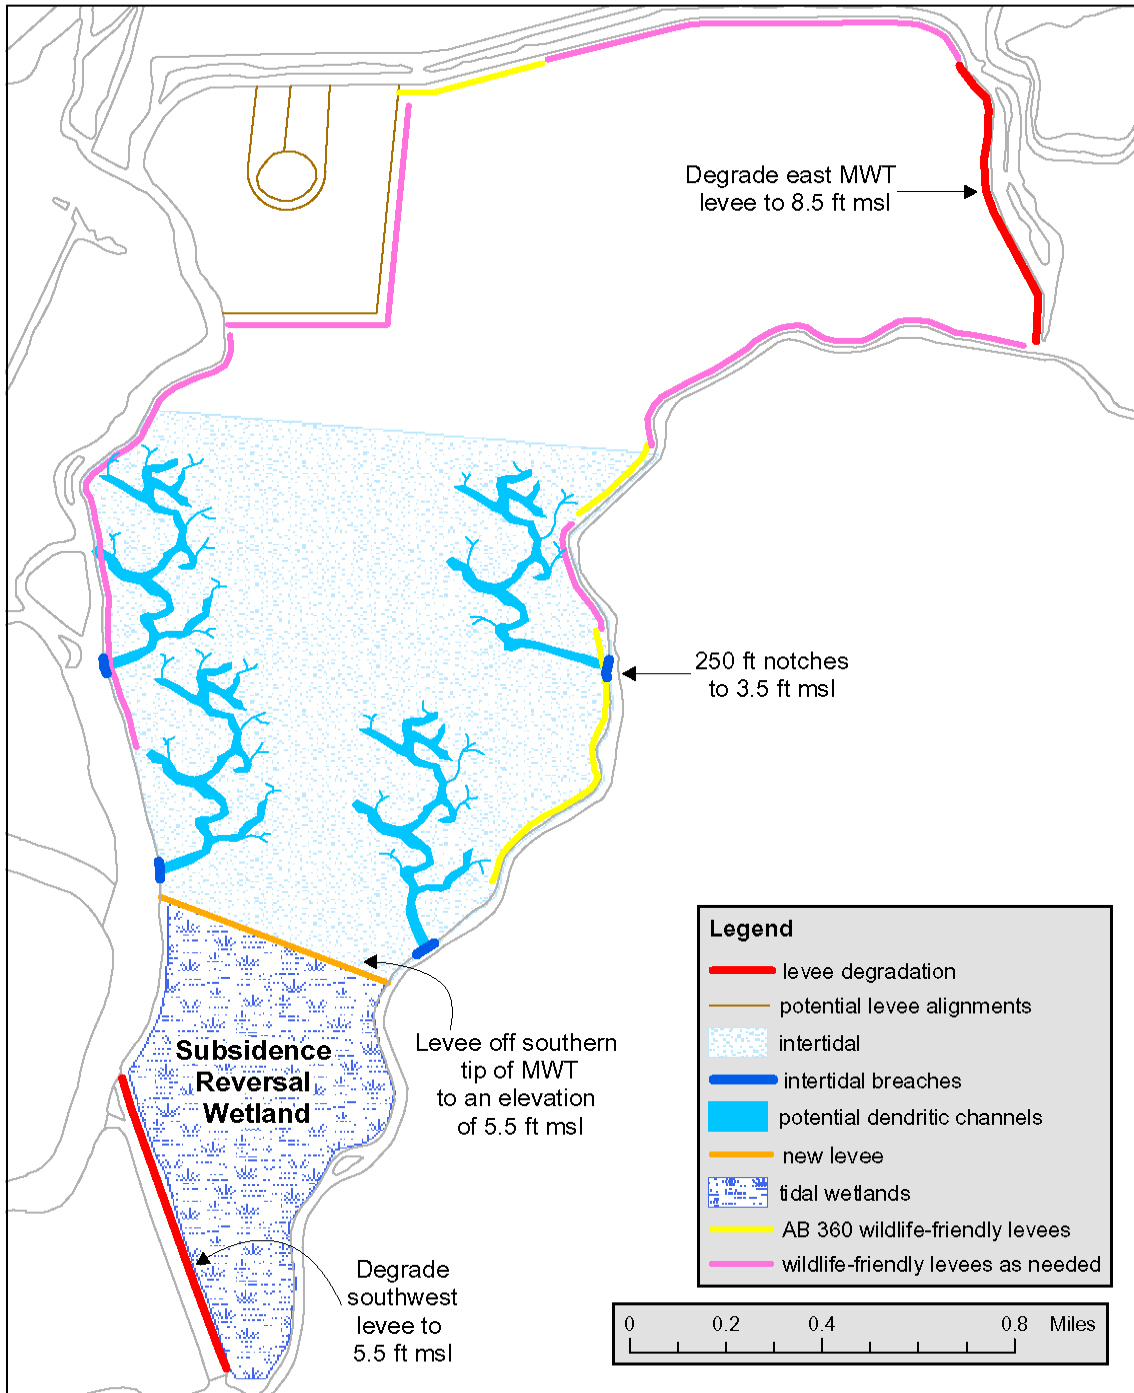 Degrade east MWT
levee to 8.5 ft msl
250 ft notches
to 3.5 ft msl
Levee off southern
tip of MWT
to an elevation
of 5.5 ft msl
Subsidence
Reversal
Wetland
Degrade
southwest
levee to
5.5 ft msl
Legend
levee degradation
potential levee alignments
intertidal
intertidal breaches
potential dendritic channels
new levee
tidal wetlands
AB 360 wildlife-friendly levees
wildlife-friendly levees as needed
0 0.2 0.4 0.8 Miles